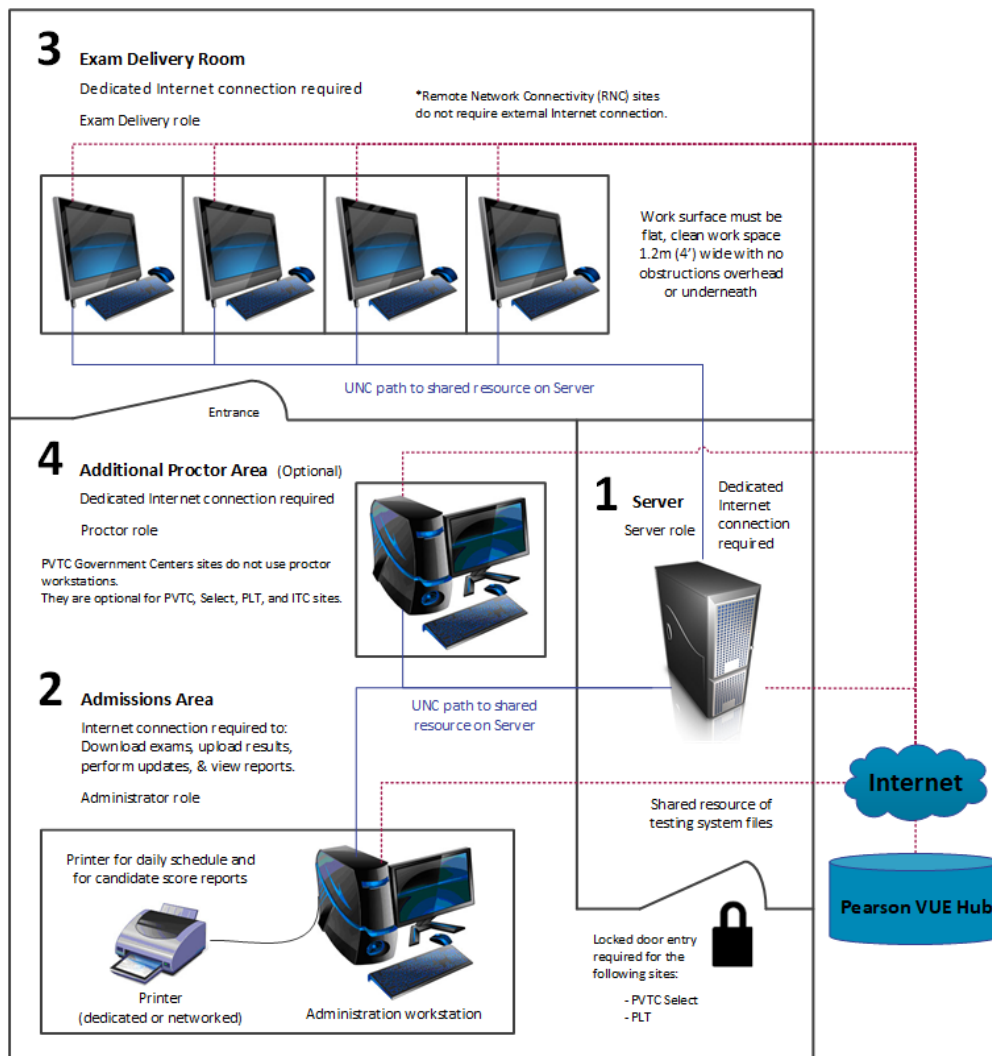 3 Exam Delivery Room
Dedicated Internet connection required
Exam Delivery role
*Remote Network Connectivity (RNC) sites
do not require external Internet connection.
Work surface must be
flat, clean work space
1.2m (4') wide with no
obstructions overhead
or underneath
UNC path to shared resource on Server
Entrance
4 Additional Proctor Area (Optional)
Dedicated Internet connection required
Proctor role
PVTC Government Centers sites do not use proctor
workstations.
They are optional for PVTC, Select, PLT, and ITC sites.
1 Server
Server role
Dedicated
Internet
connection
required
2 Admissions Area
Internet connection required to:
Download exams, upload results,
perform updates, & view reports.
Administrator role
UNC path to shared
resource on Server
Shared resource of
testing system files
Internet
Pearson VUE Hub
Printer for daily schedule and
for candidate score reports
Printer
(dedicated or networked)
Administration workstation
Locked door entry
required for the
following sites:
- PVTC Select
- PLT